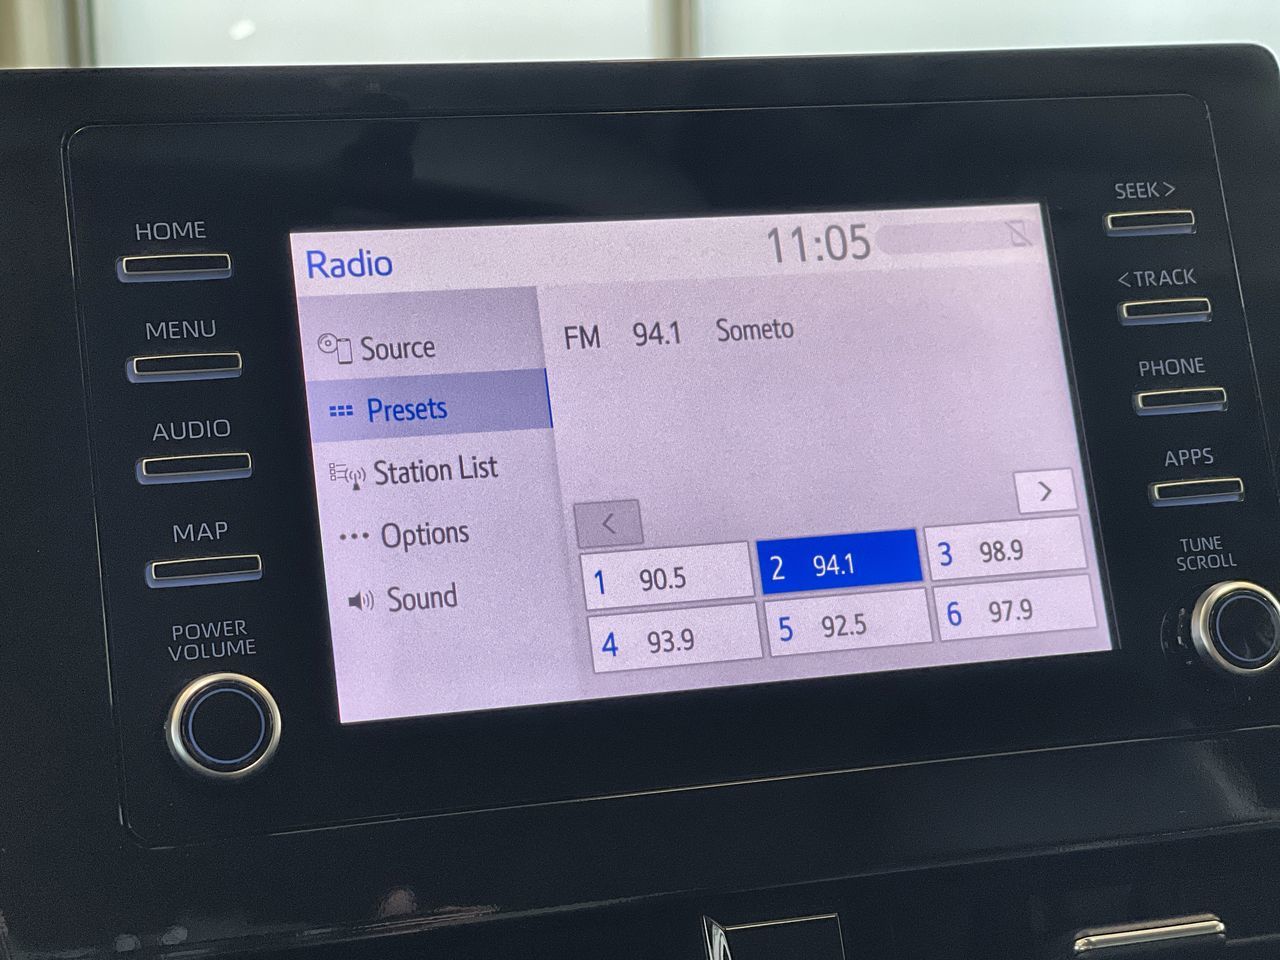 HOME
MENU
AUDIO
MAP
POWER
VOLUME
Radio
11:05
Source
Presets
Station List
Options
Sound
FM 94.1 Someto
<
>
1 90.5
2 94.1
3 98.9
4 93.9
5 92.5
6 97.9
SEEK >
< TRACK
PHONE
APPS
TUNE
SCROLL